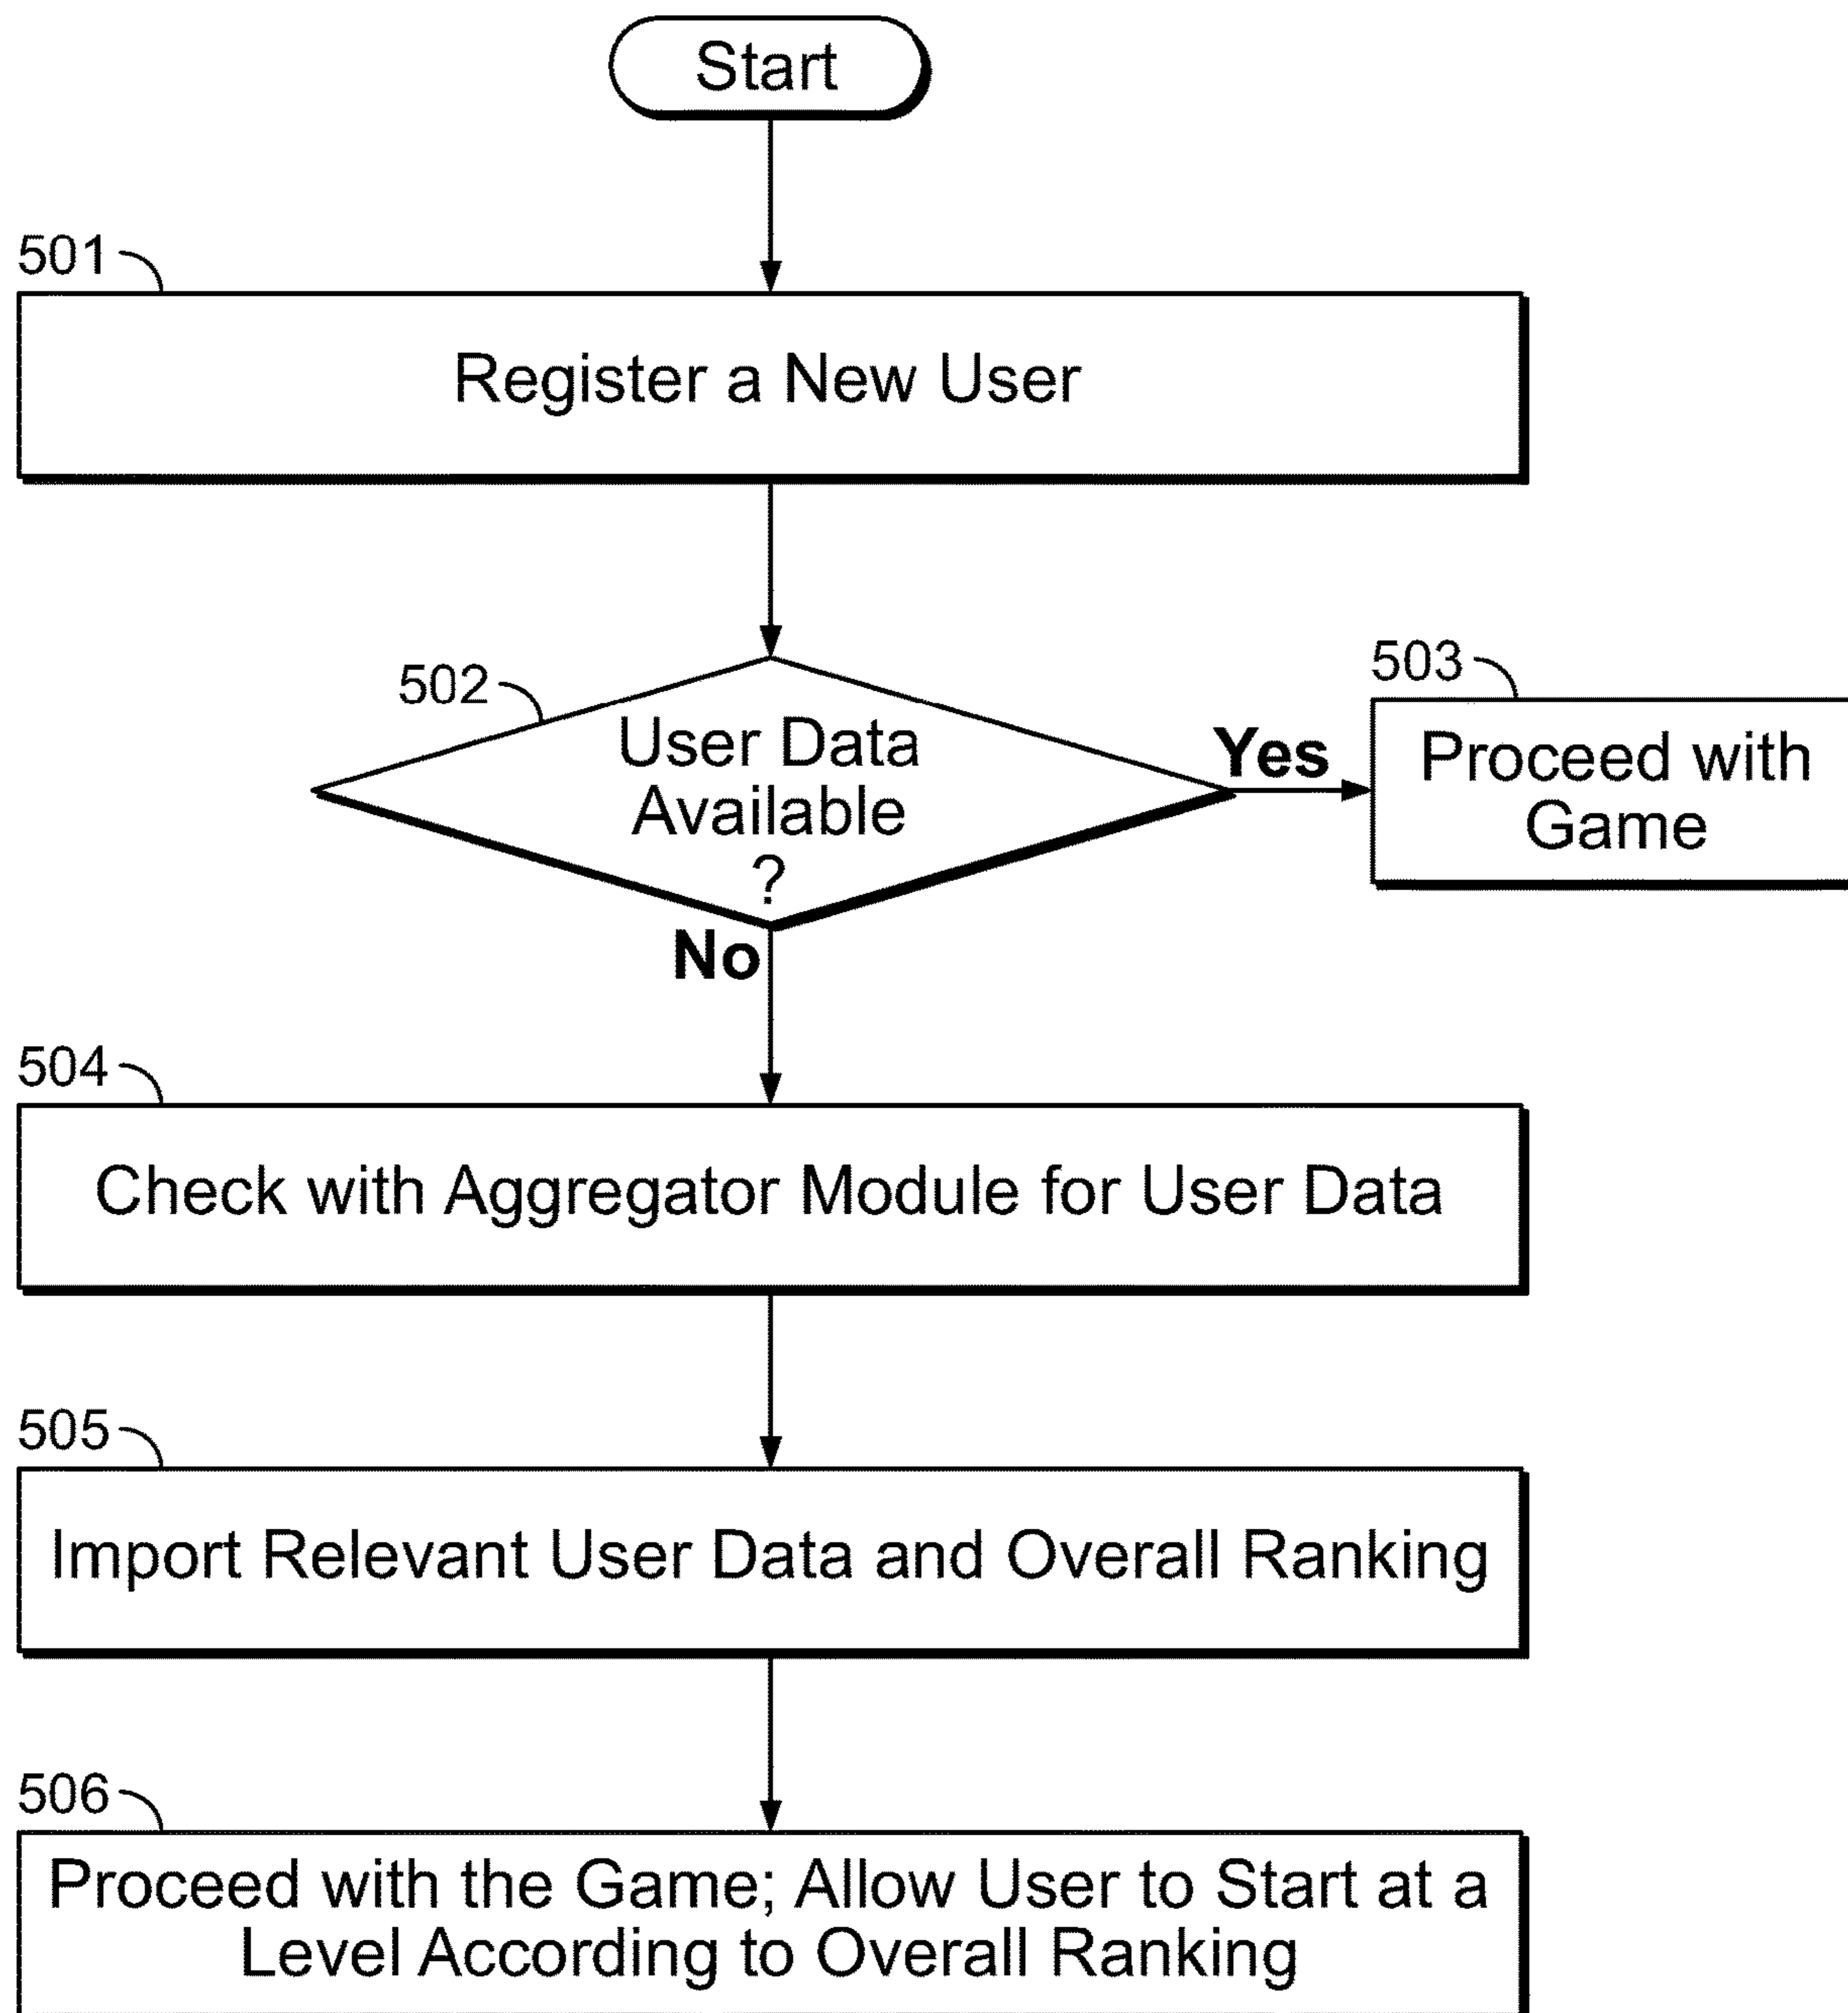 Start
501
Register a New User
502
User Data
Available
?
Yes
503
Proceed with
Game
No
504
Check with Aggregator Module for User Data
505
Import Relevant User Data and Overall Ranking
506
Proceed with the Game; Allow User to Start at a
Level According to Overall Ranking